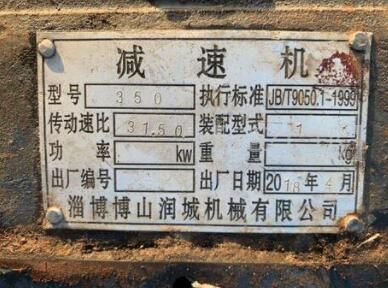 减速机
型号 350 执行标准 JB/T9050.1-1999
传动速比 31.50 装配型式 1
功率 kw 重量 KG
出厂编号 出厂日期 2018年4月
淄博博山润城机械有限公司